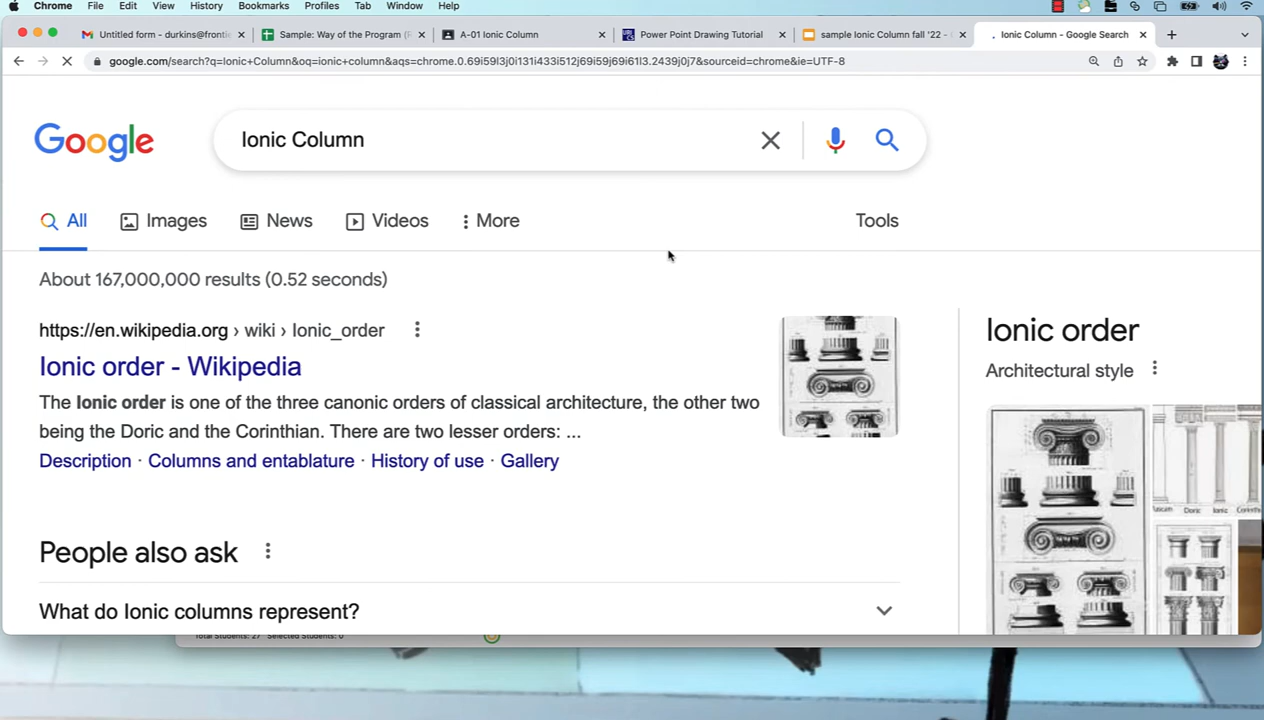 Chrome File Edit View History Bookmarks Profiles Tab Window Help
Untitled form - durkins@frontie
Sample: Way of the Program (F
A-01 Ionic Column
Power Point Drawing Tutorial
sample Ionic Column fall '22 -
Ionic Column - Google Search
google.com/search?q=Ionic+Column&oq=ionic+column&aqs=chrome.0.69i59l3j0i131i433i512j69i59j69i61l3.2439j0j7&sourceid=chrome&ie=UTF-8
Google
Ionic Column
All Images News Videos More Tools
About 167,000,000 results (0.52 seconds)
https://en.wikipedia.org › wiki › Ionic_order
Ionic order - Wikipedia
The Ionic order is one of the three canonic orders of classical architecture, the other two
being the Doric and the Corinthian. There are two lesser orders: ...
Description · Columns and entablature · History of use · Gallery
Ionic order
Architectural style
Doric Ionic
People also ask
What do Ionic columns represent?
Total Students: 27 Selected Students: 0